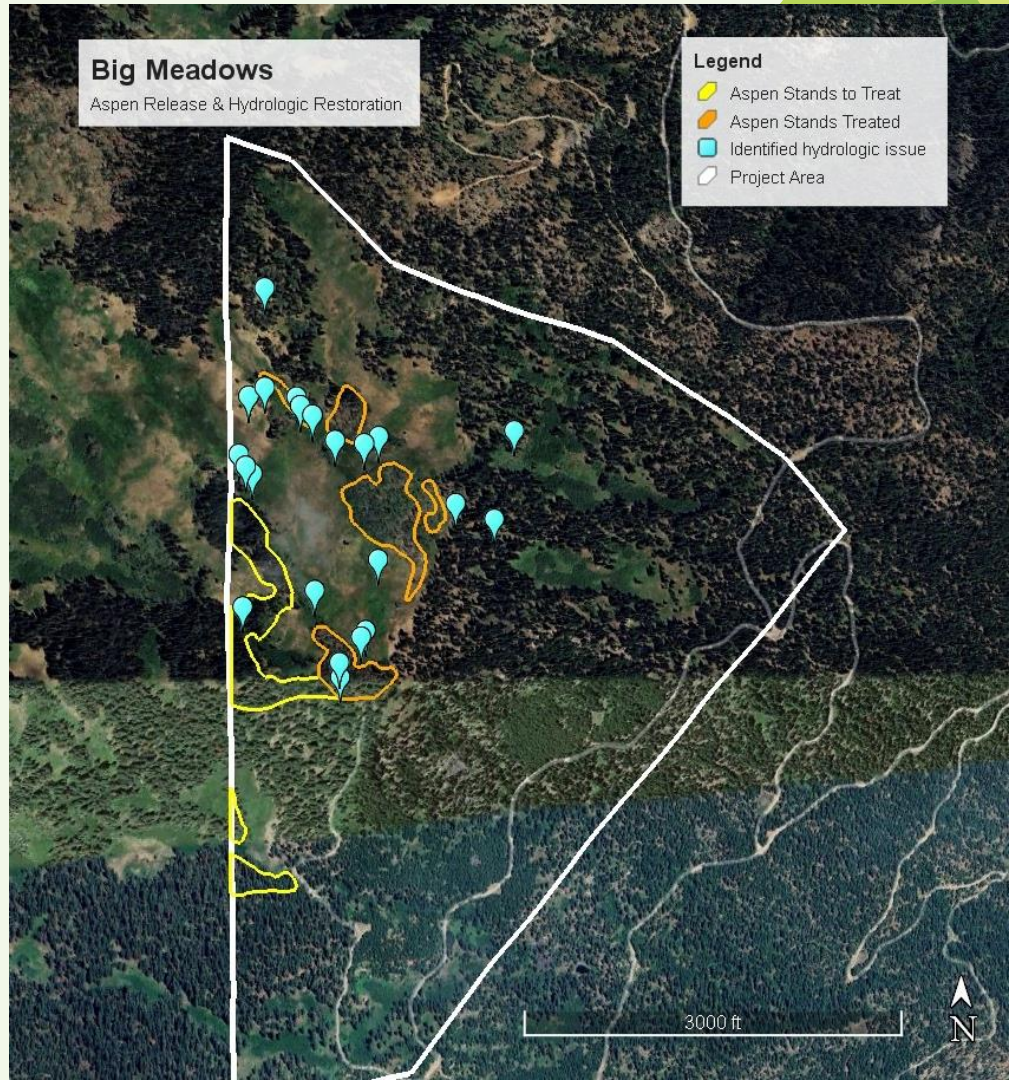 Big Meadows
Aspen Release & Hydrologic Restoration
Legend
Aspen Stands to Treat
Aspen Stands Treated
Identified hydrologic issue
Project Area
3000 ft
N